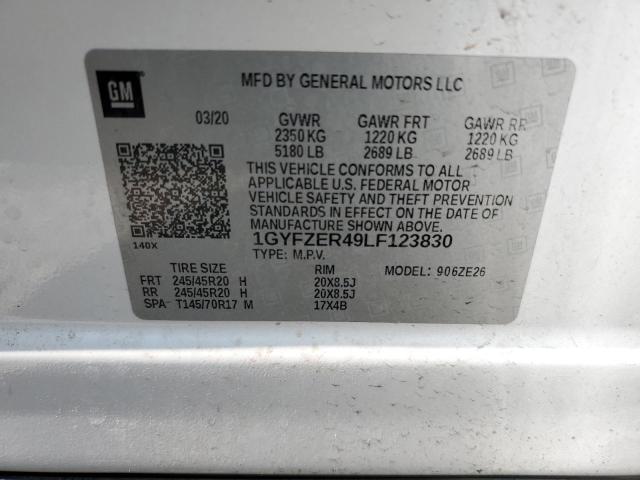 GM
MFD BY GENERAL MOTORS LLC
03/20 GVWR GAWR FRT GAWR RR
2350 KG 1220 KG 1220 KG
5180 LB 2689 LB 2689 LB
THIS VEHICLE CONFORMS TO ALL
APPLICABLE U.S. FEDERAL MOTOR
VEHICLE SAFETY AND THEFT PREVENTION
STANDARDS IN EFFECT ON THE DATE OF
MANUFACTURE SHOWN ABOVE.
1GYFZER49LF123830
140X
TYPE: M.P.V.
TIRE SIZE RIM MODEL: 906ZE26
FRT 245/45R20 H 20X8.5J
RR 245/45R20 H 20X8.5J
SPA T145/70R17 M 17X4B